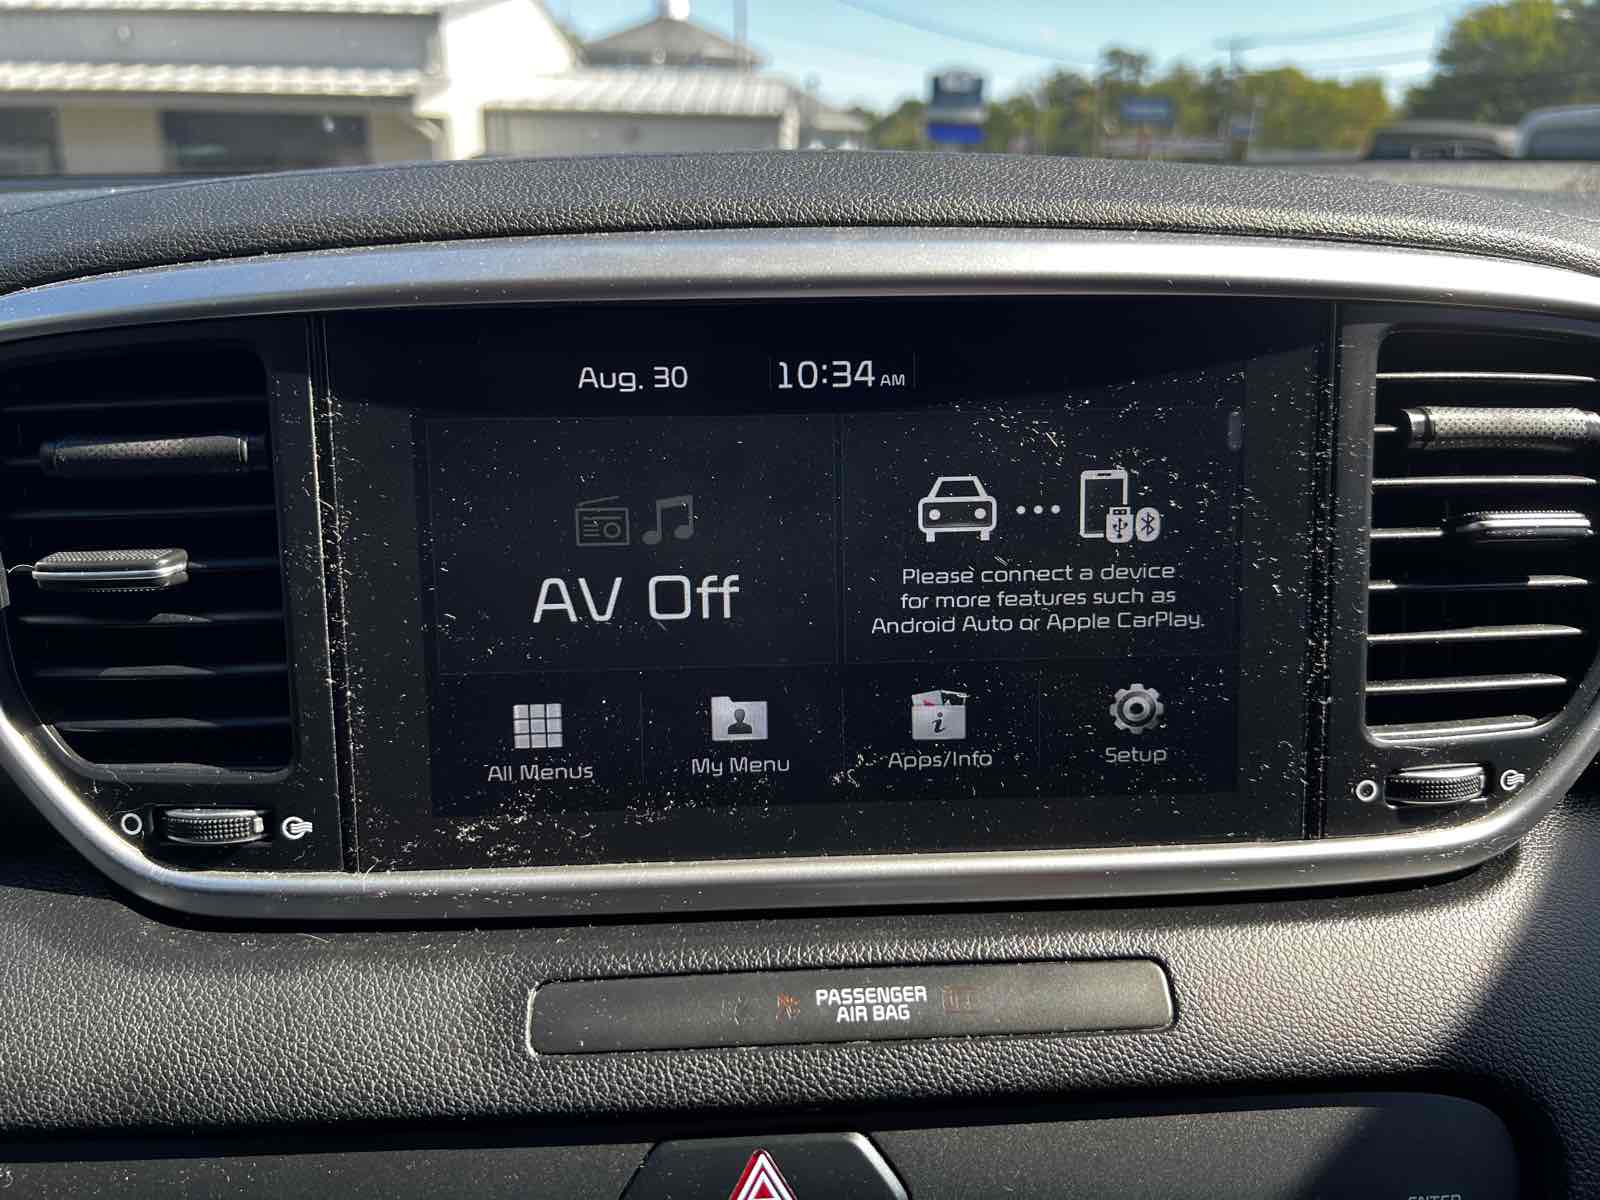 Aug. 30 10:34 AM
AV Off
Please connect a device
for more features such as
Android Auto or Apple CarPlay.
All Menus My Menu Apps/Info Setup
PASSENGER
AIR BAG
ENTER